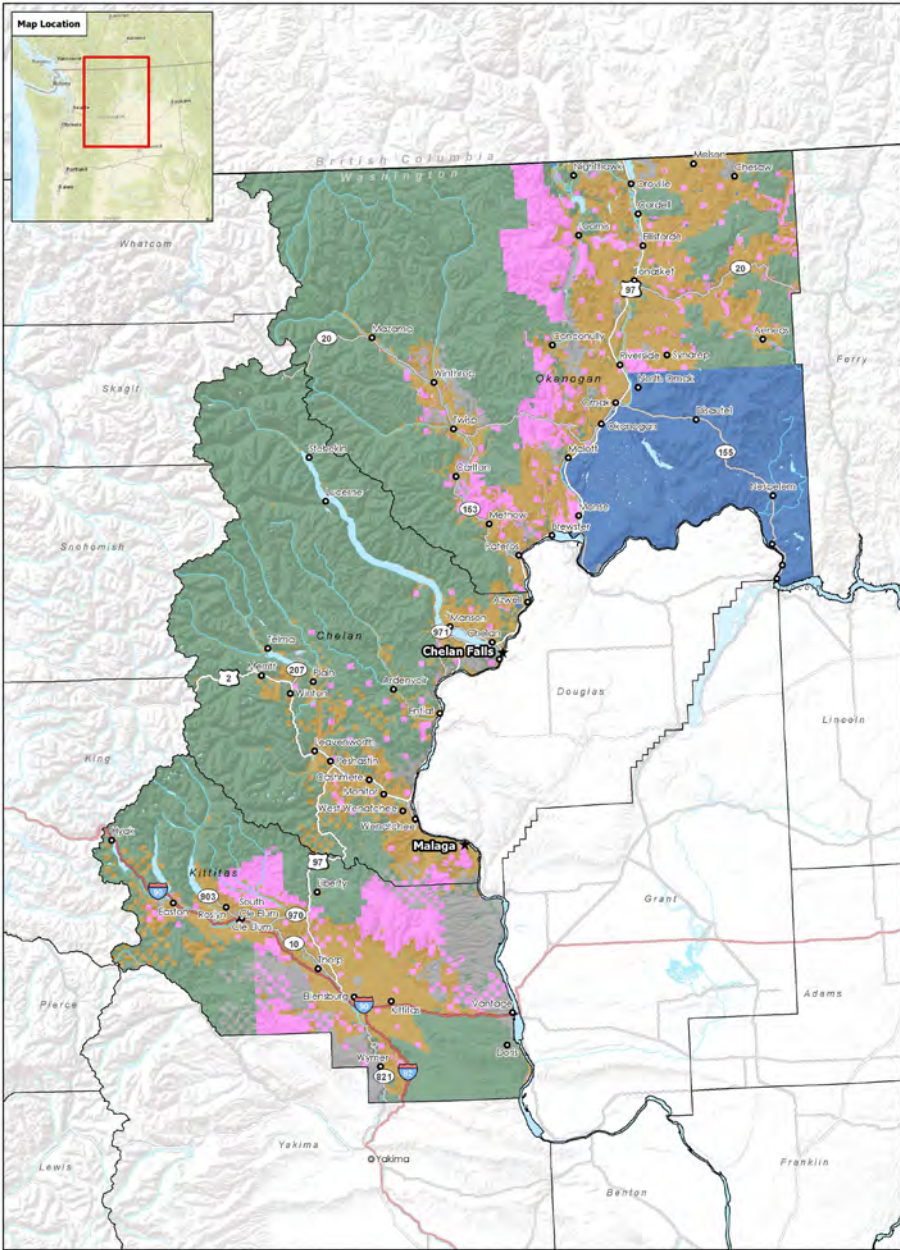 Map Location
British Columbia
Washington
Whatcom
Nighthawk
Molson
Chesaw
Oroville
Loomis
Ellisforde
Tonasket
20
97
20
Mazama
Conconully
Aeneas
Riverside
Synarep
Ferry
Skagit
Winthrop
Okanogan
North Omak
Omak
Disautel
Twisp
Okanogan
155
Stehekin
Malott
Carlton
Nespelem
Lucerne
153
Methow
Monse
Brewster
Snohomish
Pateros
Azwell
Manson
971
Chelan
Chelan
Telma
Chelan Falls
Merritt
207
Plain
2
Winton
Ardenvoir
Douglas
Lincoln
Entiat
Leavenworth
Peshastin
King
Cashmere
Monitor
West Wenatchee
Wenatchee
Hyak
Malaga
97
Kittitas
90
903
Liberty
Grant
Easton
Roslyn
South
Cle Elum
Cle Elum
970
10
Thorp
Pierce
Ellensburg
90
Kittitas
Vantage
Adams
Wymer
821
82
Yakima
Yakima
Lewis
Franklin
Benton